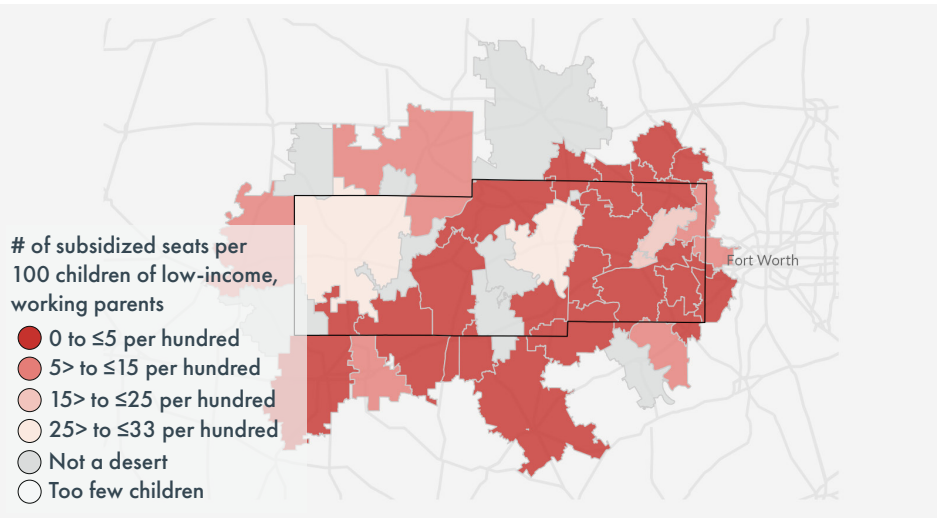 # of subsidized seats per
100 children of low-income,
working parents
0 to ≤5 per hundred
5> to ≤15 per hundred
15> to ≤25 per hundred
25> to ≤33 per hundred
Not a desert
Too few children
Fort Worth